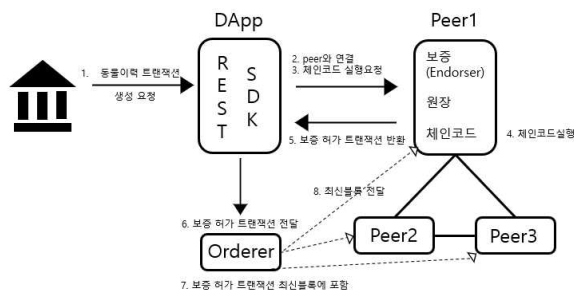 DApp
Peer1
1. 동물이력 트랜잭션
생성 요청
REST
SDK
2. peer와 연결
3. 체인코드 실행요청
보증
(Endorser)
원장
체인코드
4. 체인코드실행
5. 보증 허가 트랜잭션 반환
8. 최신블록 전달
6. 보증 허가 트랜잭션 전달
Orderer
Peer2
Peer3
7. 보증 허가 트랜잭션 최신블록에 포함